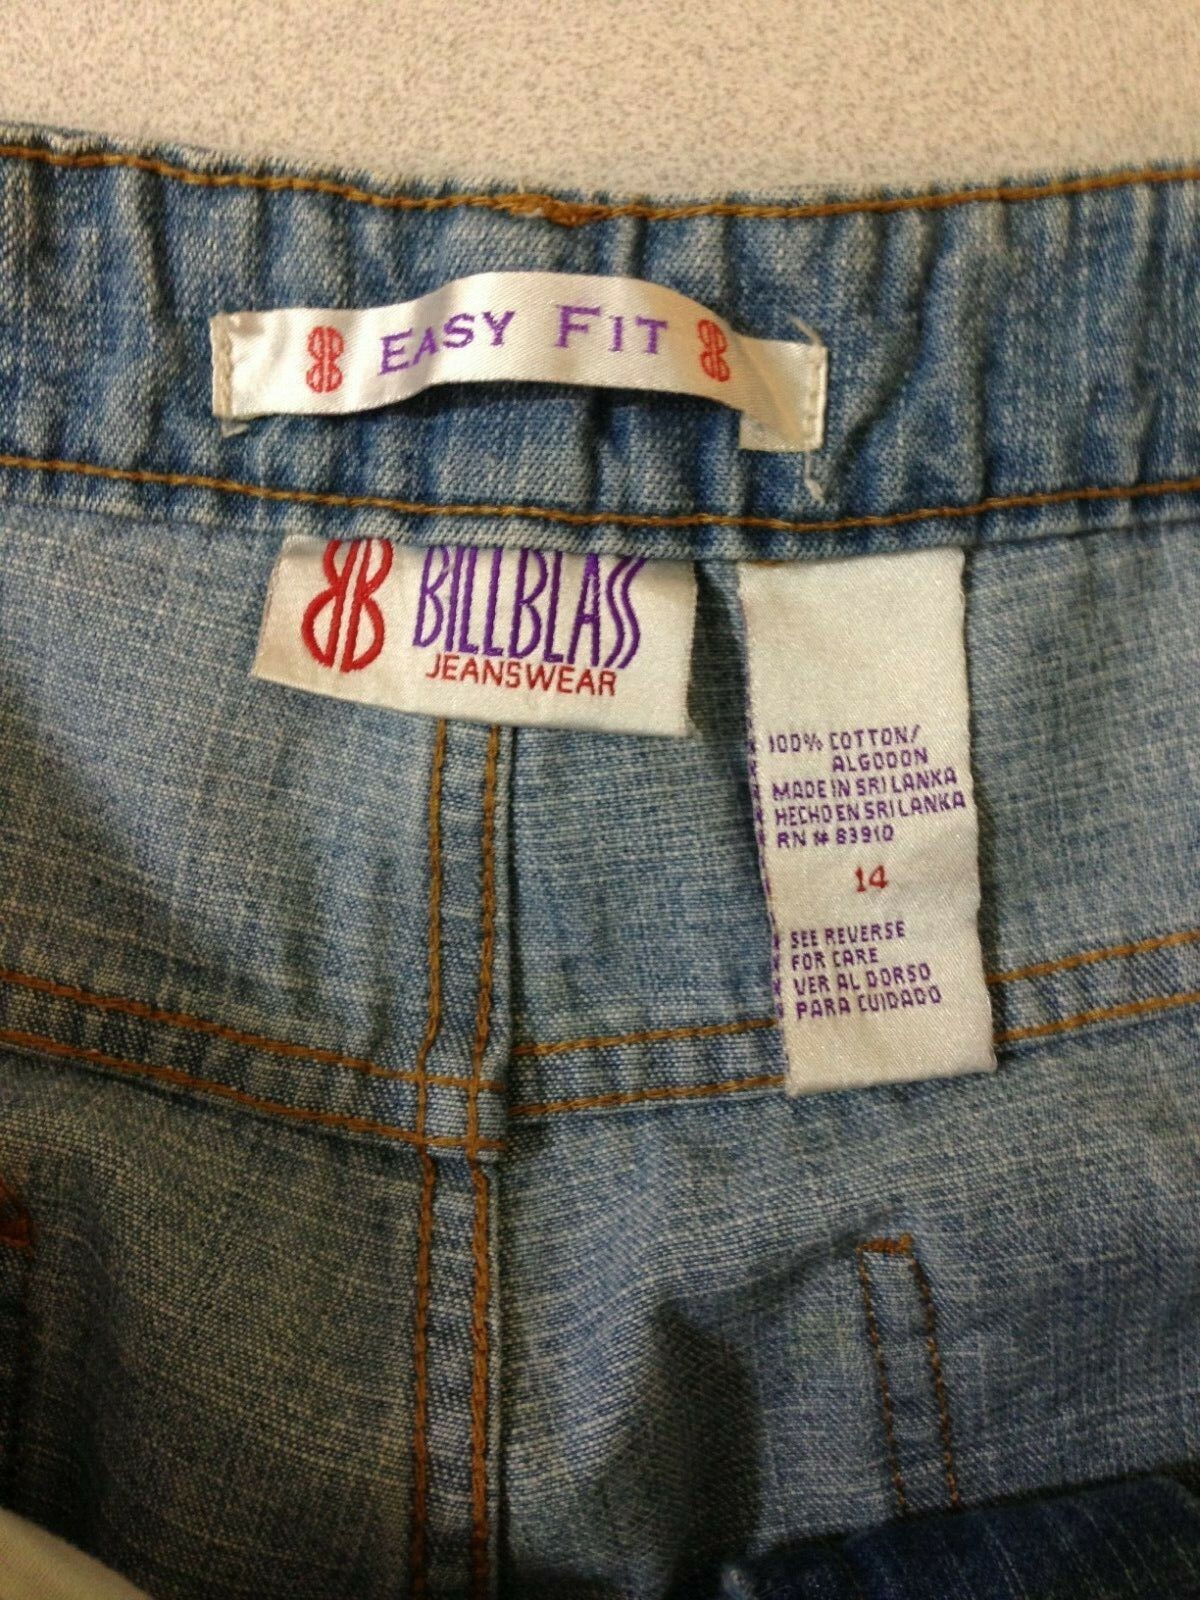 EASY FIT
BILLBLASS
JEANSWEAR
100% COTTON/
ALGODON
MADE IN SRI LANKA
HECHO EN SRI LANKA
RN # 83910
14
SEE REVERSE
FOR CARE
VER AL DORSO
PARA CUIDADO